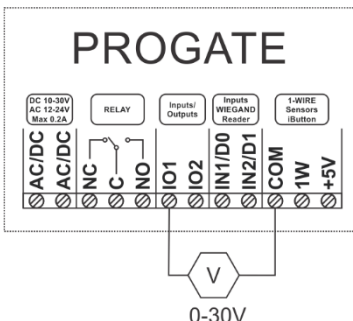 PROGATE
DC 10-30V
AC 12-24V
Max 0.2A
RELAY
Inputs/
Outputs
Inputs
WIEGAND
Reader
1-WIRE
Sensors
iButton
AC/DC
AC/DC
NC
C
NO
IO1
IO2
IN1/D0
IN2/D1
COM
1W
+5V
V
0-30V